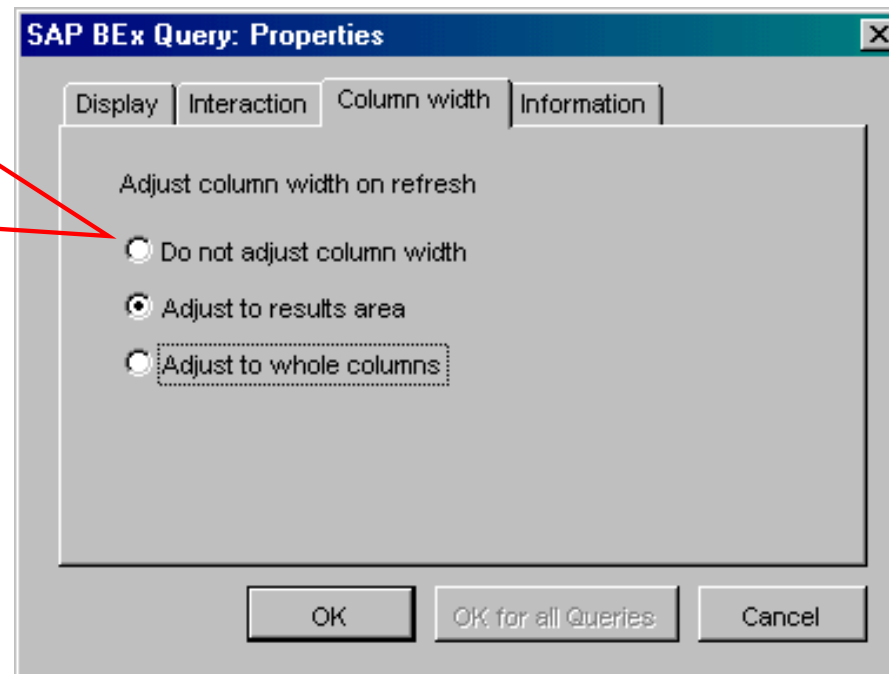 SAP BEx Query: Properties
Display Interaction Column width Information
Adjust column width on refresh
Do not adjust column width
Adjust to results area
Adjust to whole columns
OK OK for all Queries Cancel